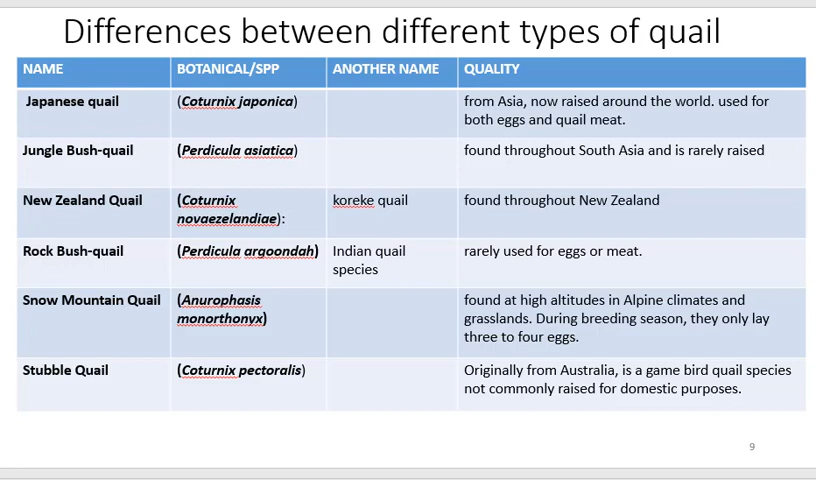 Differences between different types of quail
NAME BOTANICAL/SPP ANOTHER NAME QUALITY
Japanese quail (Coturnix japonica) from Asia, now raised around the world. used for
both eggs and quail meat.
Jungle Bush-quail (Perdicula asiatica) found throughout South Asia and is rarely raised
New Zealand Quail (Coturnix koreke quail found throughout New Zealand
novaezelandiae):
Rock Bush-quail (Perdicula argoondah) Indian quail rarely used for eggs or meat.
species
Snow Mountain Quail (Anurophasis found at high altitudes in Alpine climates and
monorthonyx) grasslands. During breeding season, they only lay
three to four eggs.
Stubble Quail (Coturnix pectoralis) Originally from Australia, is a game bird quail species
not commonly raised for domestic purposes.
9